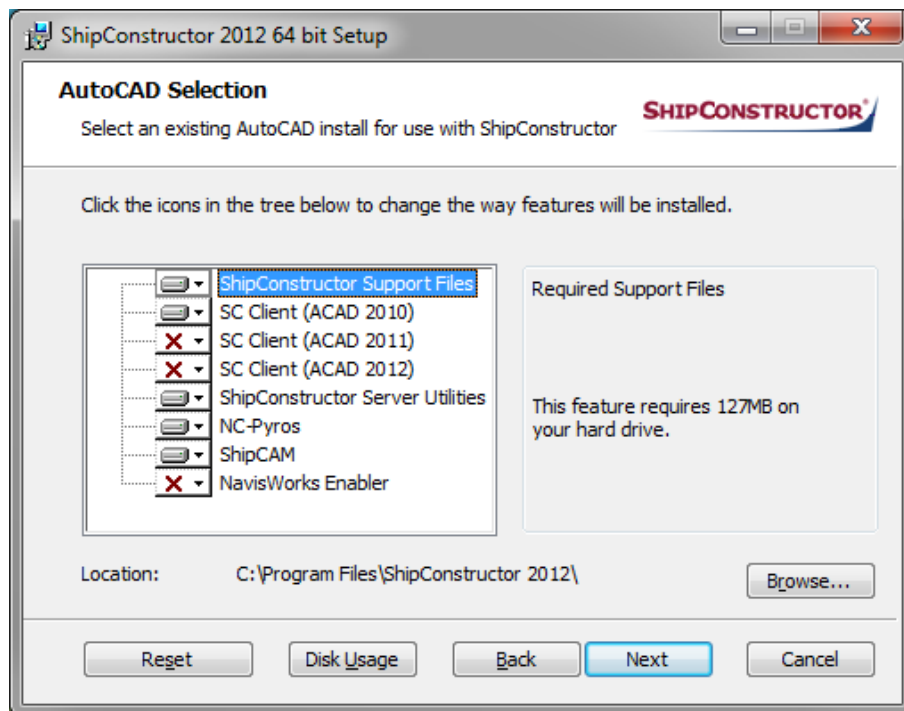 ShipConstructor 2012 64 bit Setup
AutoCAD Selection
Select an existing AutoCAD install for use with ShipConstructor
SHIPCONSTRUCTOR®
Click the icons in the tree below to change the way features will be installed.
ShipConstructor Support Files
SC Client (ACAD 2010)
SC Client (ACAD 2011)
SC Client (ACAD 2012)
ShipConstructor Server Utilities
NC-Pyros
ShipCAM
NavisWorks Enabler
Required Support Files
This feature requires 127MB on
your hard drive.
Location: C:\Program Files\ShipConstructor 2012\
Browse...
Reset Disk Usage Back Next Cancel